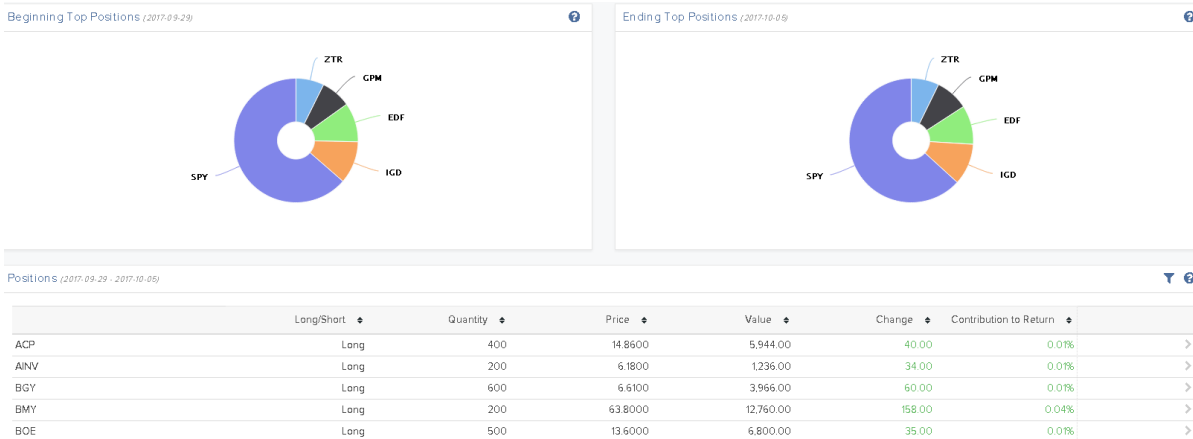 Beginning Top Positions (2017-09-29)
Ending Top Positions (2017-10-05)
ZTR
GPM
EDF
IGD
SPY
ZTR
GPM
EDF
IGD
SPY
Positions (2017-09-29 - 2017-10-05)
Long/Short Quantity Price Value Change Contribution to Return
ACP Long 400 14.8600 5,944.00 40.00 0.01%
AINV Long 200 6.1800 1,236.00 34.00 0.01%
BGY Long 600 6.6100 3,966.00 60.00 0.01%
BMY Long 200 63.8000 12,760.00 158.00 0.04%
BOE Long 500 13.6000 6,800.00 35.00 0.01%